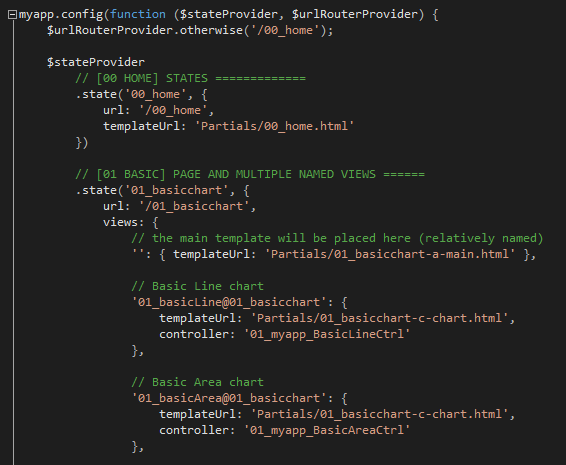 myapp.config(function ($stateProvider, $urlRouterProvider) {
$urlRouterProvider.otherwise('/00_home');
$stateProvider
// [00 HOME] STATES =============
.state('00_home', {
url: '/00_home',
templateUrl: 'Partials/00_home.html'
})
// [01 BASIC] PAGE AND MULTIPLE NAMED VIEWS ======
.state('01_basicchart', {
url: '/01_basicchart',
views: {
// the main template will be placed here (relatively named)
'': { templateUrl: 'Partials/01_basicchart-a-main.html' },
// Basic Line chart
'01_basicLine@01_basicchart': {
templateUrl: 'Partials/01_basicchart-c-chart.html',
controller: '01_myapp_BasicLineCtrl'
},
// Basic Area chart
'01_basicArea@01_basicchart': {
templateUrl: 'Partials/01_basicchart-c-chart.html',
controller: '01_myapp_BasicAreaCtrl'
},